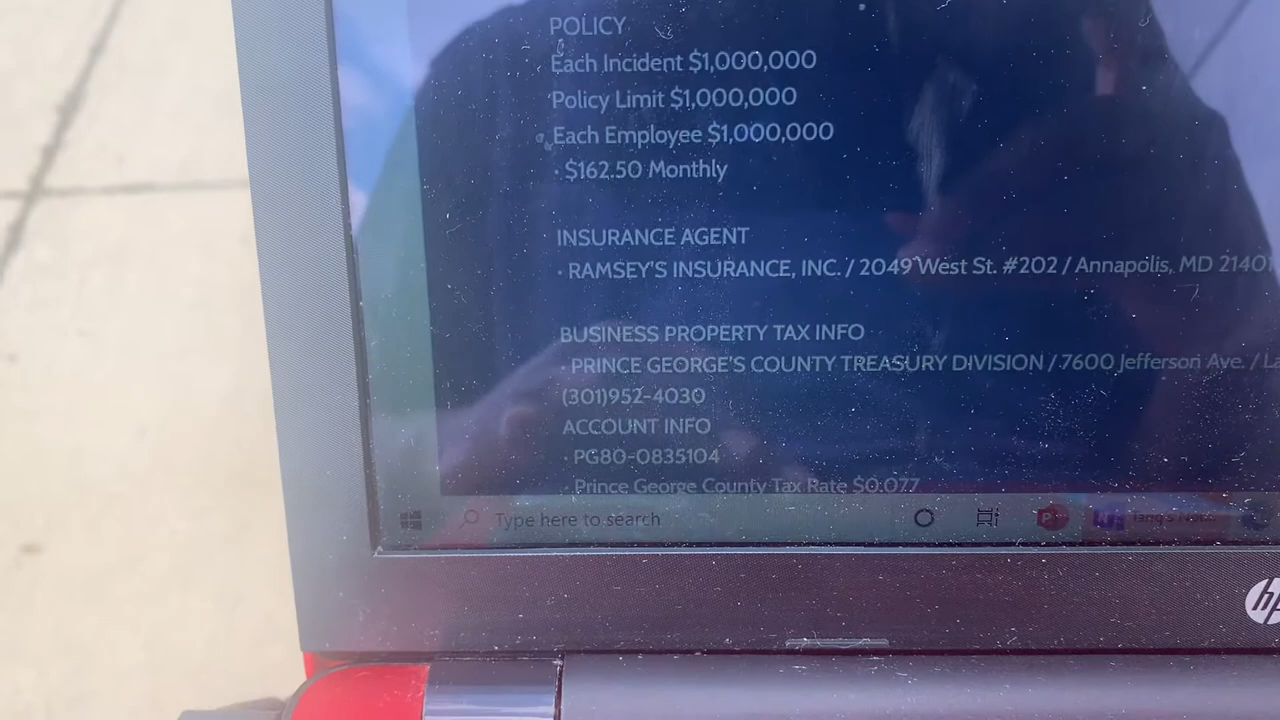 POLICY
Each Incident $1,000,000
Policy Limit $1,000,000
Each Employee $1,000,000
· $162.50 Monthly
INSURANCE AGENT
· RAMSEY'S INSURANCE, INC. / 2049 West St. #202 / Annapolis, MD 21401
BUSINESS PROPERTY TAX INFO
· PRINCE GEORGE'S COUNTY TREASURY DIVISION / 7600 Jefferson Ave. / La
(301)952-4030
ACCOUNT INFO
· PG80-0835104
· Prince George County Tax Rate $0.077
Type here to search
hp